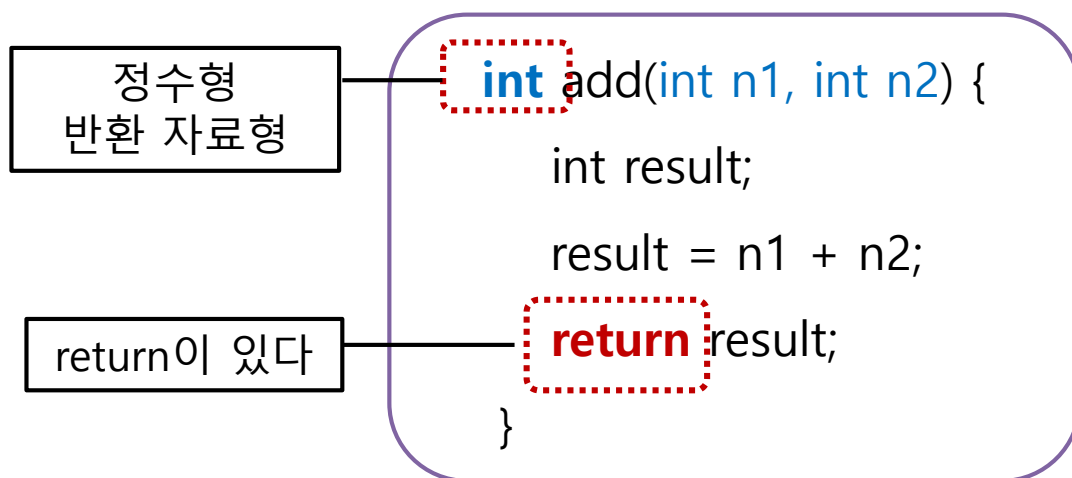 정수형
반환 자료형
int add(int n1, int n2) {
int result;
result = n1 + n2;
return이 있다
return result;
}